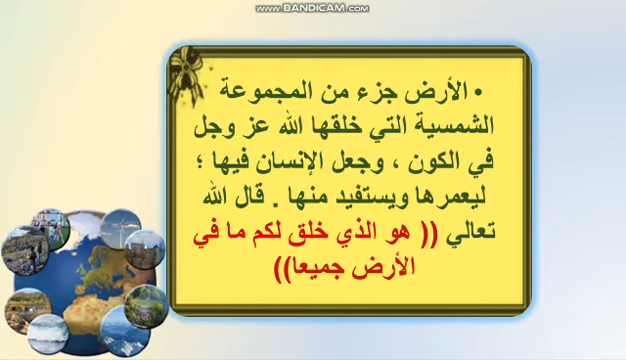 www.BANDICAM.com
• الأرض جزء من المجموعة
الشمسية التي خلقها الله عز وجل
في الكون ، وجعل الإنسان فيها ؛
ليعمرها ويستفيد منها . قال الله
تعالي (( هو الذي خلق لكم ما في
الأرض جميعا))